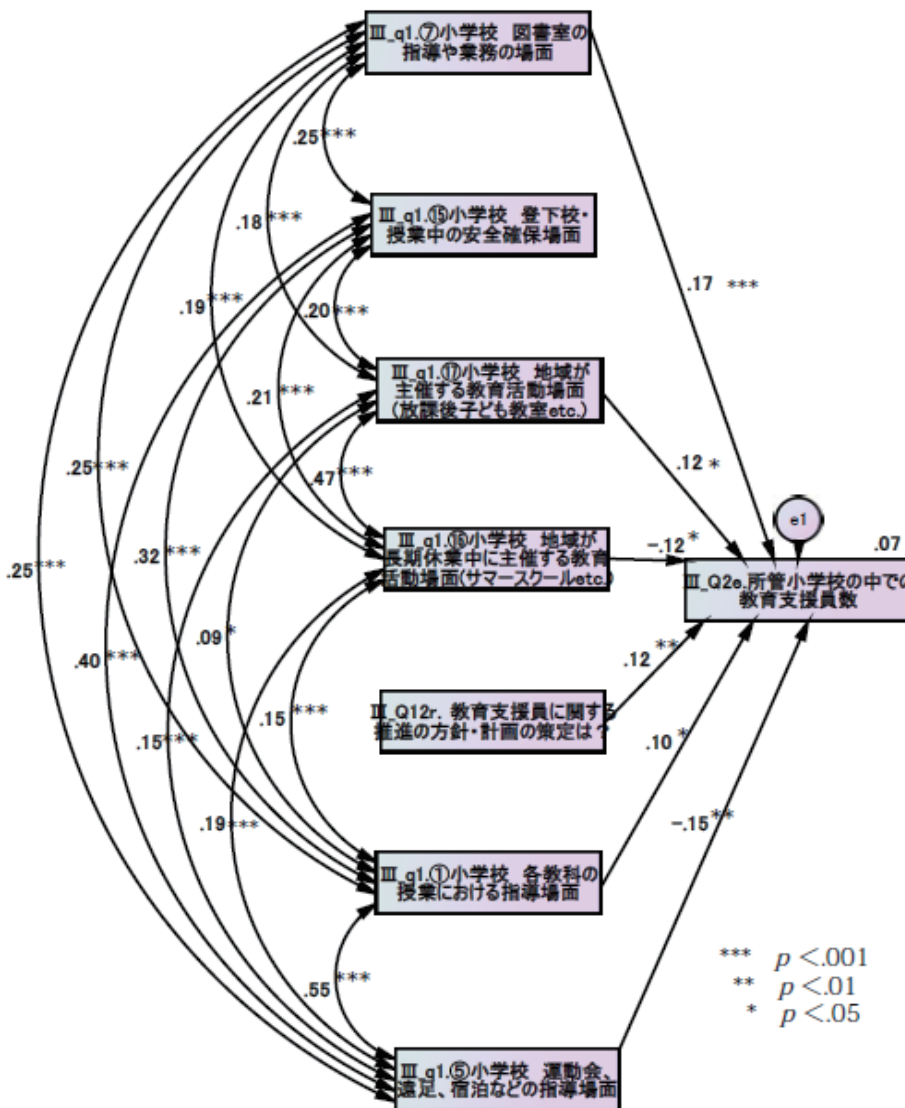 Ⅲ_q1.⑦小学校 図書室の
指導や業務の場面
.25***
Ⅲ_q1.⑮小学校 登下校・
授業中の安全確保場面
.18***
.17 ***
.19***
.20***
Ⅲ_q1.⑰小学校 地域が
主催する教育活動場面
(放課後子ども教室etc.)
.21***
.12 *
.25***
.47***
e1
Ⅲ_q1.⑯小学校 地域が
長期休業中に主催する教育
活動場面(サマースクールetc.)
-.12*
.07
.32***
.25***
Ⅲ_Q2e.所管小学校の中での
教育支援員数
.09*
.40***
.12**
Ⅲ_Q12r. 教育支援員に関する
推進の方針・計画の策定は?
.15***
.15***
.10*
.19***
-.15**
Ⅲ_q1.①小学校 各教科の
授業における指導場面
.55***
*** p<.001
** p<.01
* p<.05
Ⅲ_q1.⑤小学校 運動会、
遠足、宿泊などの指導場面